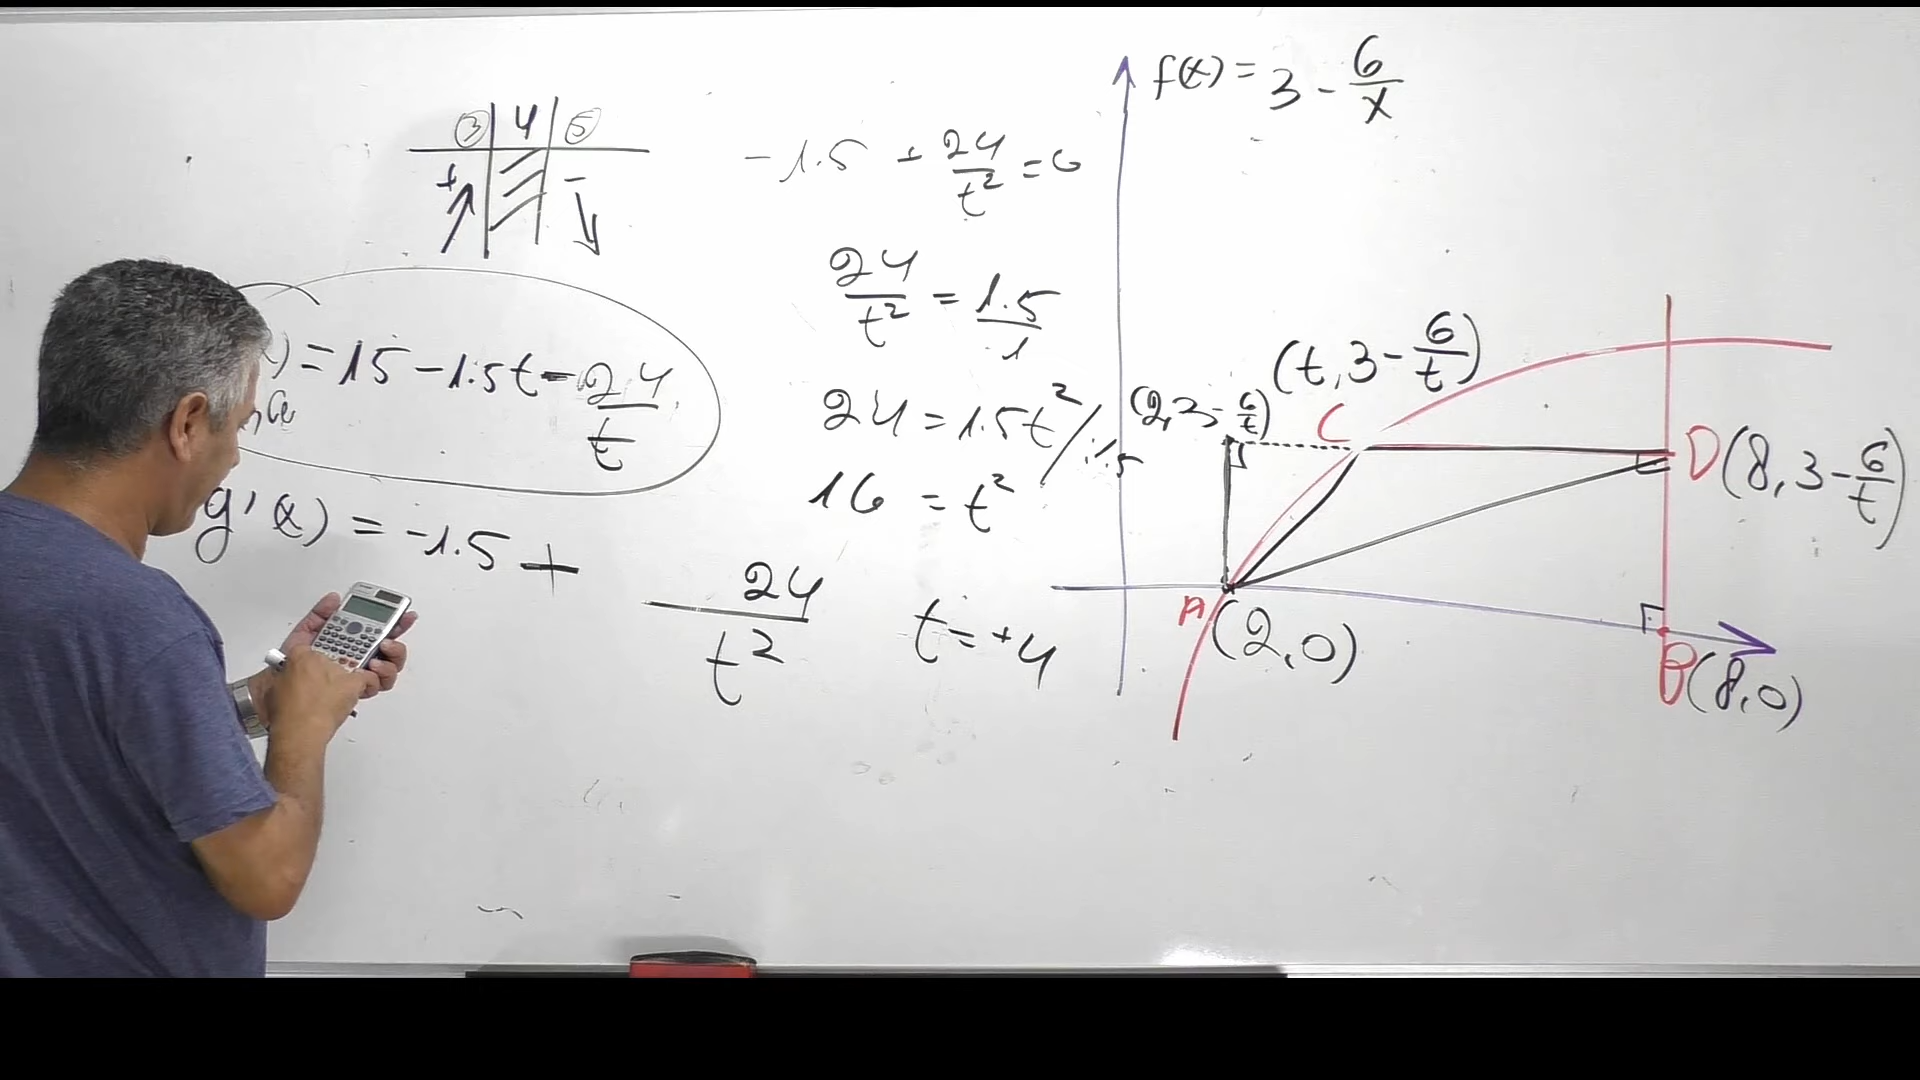 3 | 4 | 5
+ −
) = 15 − 1.5t − 24/t
g'(x) = -1.5 + 24/t²
-1.5 + 24/t² = 0
24/t² = 1.5/1
24 = 1.5t² / :1.5
16 = t²
t = +4
f(x) = 3 - 6/x
(t, 3 - 6/t)
(2, 3 - 6/t)
C
D (8, 3 - 6/t)
A (2,0)
B (8,0)